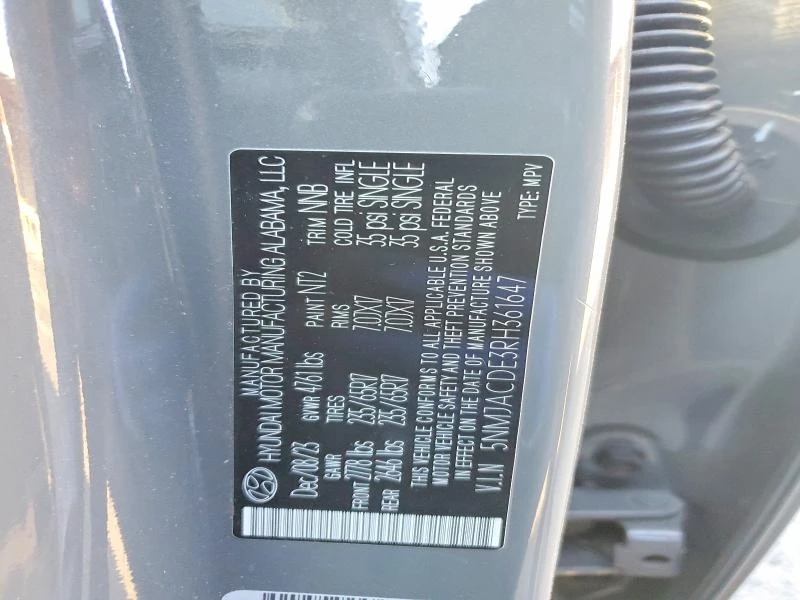 MANUFACTURED BY
HYUNDAI MOTOR MANUFACTURING ALABAMA, LLC
Dec/08/23 GVWR 4761 lbs PAINT NT2 TRIM NNB
GAWR TIRES RIMS COLD TIRE INFL
FRONT 2778 lbs 235/65R17 7.0JX17 35 psi SINGLE
REAR 2646 lbs 235/65R17 7.0JX17 35 psi SINGLE
THIS VEHICLE CONFORMS TO ALL APPLICABLE U.S.A. FEDERAL
MOTOR VEHICLE SAFETY AND THEFT PREVENTION STANDARDS
IN EFFECT ON THE DATE OF MANUFACTURE SHOWN ABOVE
V.I.N 5NMJACDE3RH361647
TYPE: MPV